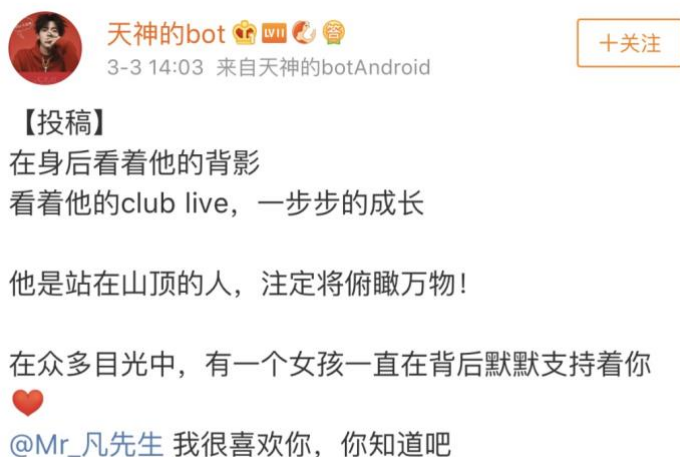 天神的bot
LVII
+关注
3-3 14:03 来自天神的botAndroid
【投稿】
在身后看着他的背影
看着他的club live，一步步的成长
他是站在山顶的人，注定将俯瞰万物！
在众多目光中，有一个女孩一直在背后默默支持着你
@Mr_凡先生 我很喜欢你，你知道吧